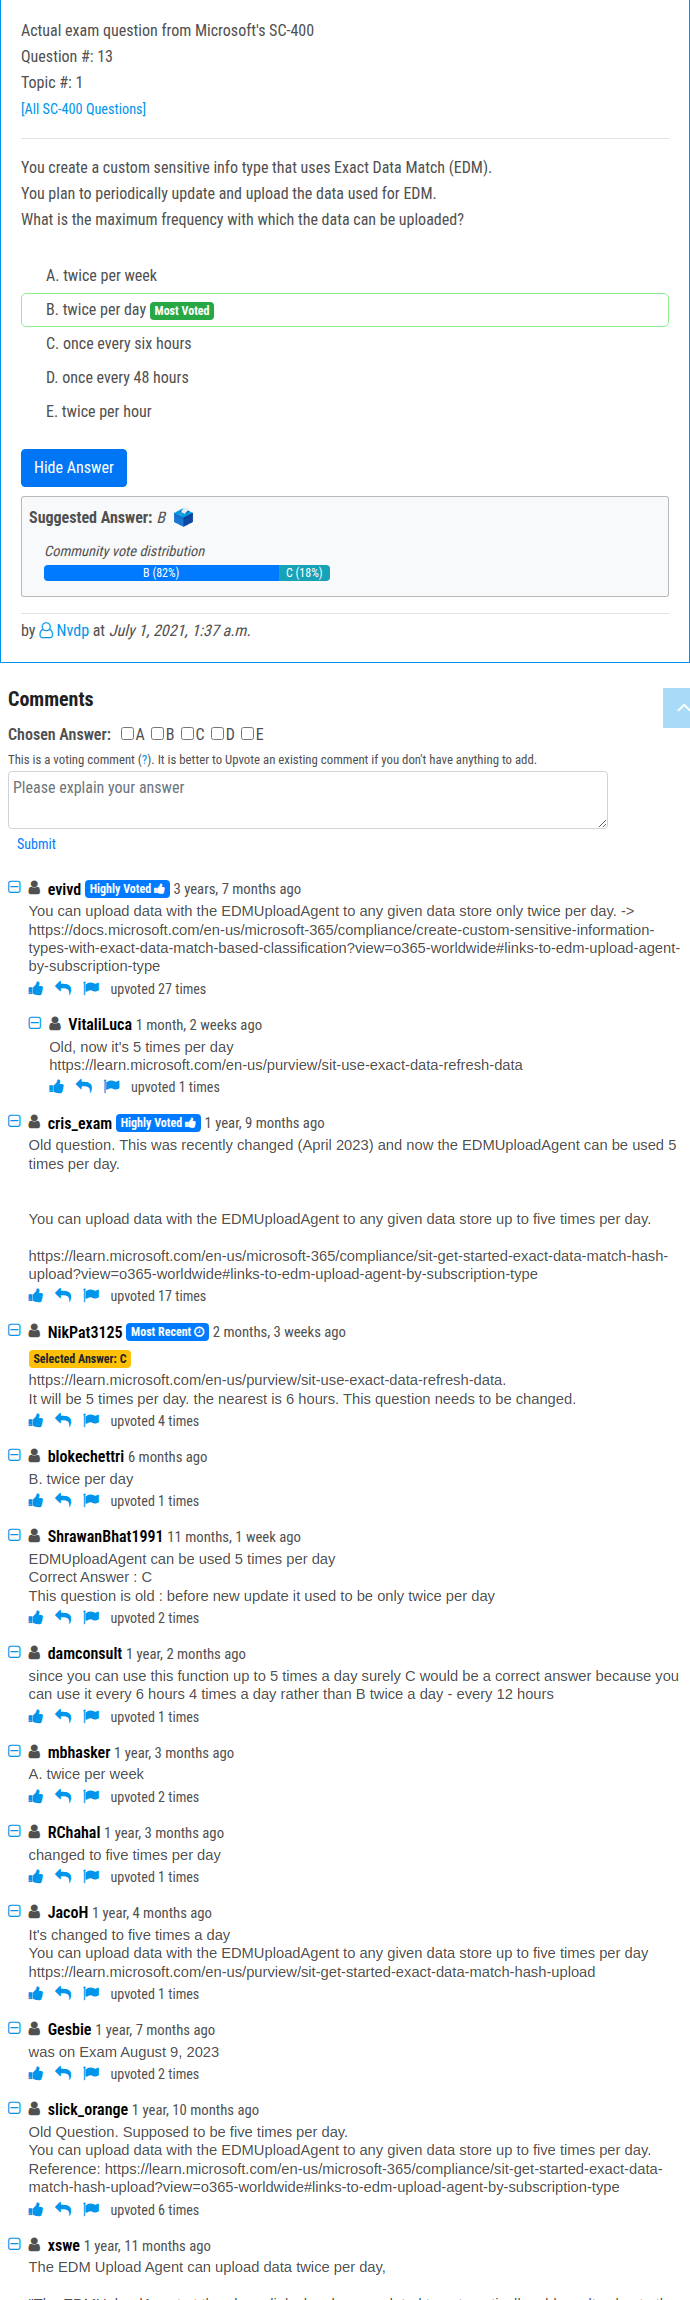 Actual exam question from Microsoft's SC-400
Question #: 13
Topic #: 1
[All SC-400 Questions]
You create a custom sensitive info type that uses Exact Data Match (EDM).
You plan to periodically update and upload the data used for EDM.
What is the maximum frequency with which the data can be uploaded?
A. twice per week
B. twice per day Most Voted
C. once every six hours
D. once every 48 hours
E. twice per hour
Hide Answer
Suggested Answer: B
Community vote distribution
B (82%) C (18%)
by Nvdp at July 1, 2021, 1:37 a.m.
Comments
Chosen Answer: A B C D E
This is a voting comment (?). It is better to Upvote an existing comment if you don't have anything to add.
Please explain your answer
Submit
evivd Highly Voted 3 years, 7 months ago
You can upload data with the EDMUploadAgent to any given data store only twice per day. ->
https://docs.microsoft.com/en-us/microsoft-365/compliance/create-custom-sensitive-information-
types-with-exact-data-match-based-classification?view=o365-worldwide#links-to-edm-upload-agent-
by-subscription-type
upvoted 27 times
VitaliLuca 1 month, 2 weeks ago
Old, now it's 5 times per day
https://learn.microsoft.com/en-us/purview/sit-use-exact-data-refresh-data
upvoted 1 times
cris_exam Highly Voted 1 year, 9 months ago
Old question. This was recently changed (April 2023) and now the EDMUploadAgent can be used 5
times per day.
You can upload data with the EDMUploadAgent to any given data store up to five times per day.
https://learn.microsoft.com/en-us/microsoft-365/compliance/sit-get-started-exact-data-match-hash-
upload?view=o365-worldwide#links-to-edm-upload-agent-by-subscription-type
upvoted 17 times
NikPat3125 Most Recent 2 months, 3 weeks ago
Selected Answer: C
https://learn.microsoft.com/en-us/purview/sit-use-exact-data-refresh-data.
It will be 5 times per day. the nearest is 6 hours. This question needs to be changed.
upvoted 4 times
blokechettri 6 months ago
B. twice per day
upvoted 1 times
ShrawanBhat1991 11 months, 1 week ago
EDMUploadAgent can be used 5 times per day
Correct Answer : C
This question is old : before new update it used to be only twice per day
upvoted 2 times
damconsult 1 year, 2 months ago
since you can use this function up to 5 times a day surely C would be a correct answer because you
can use it every 6 hours 4 times a day rather than B twice a day - every 12 hours
upvoted 1 times
mbhasker 1 year, 3 months ago
A. twice per week
upvoted 2 times
RChahal 1 year, 3 months ago
changed to five times per day
upvoted 1 times
JacoH 1 year, 4 months ago
It's changed to five times a day
You can upload data with the EDMUploadAgent to any given data store up to five times per day
https://learn.microsoft.com/en-us/purview/sit-get-started-exact-data-match-hash-upload
upvoted 1 times
Gesbie 1 year, 7 months ago
was on Exam August 9, 2023
upvoted 2 times
slick_orange 1 year, 10 months ago
Old Question. Supposed to be five times per day.
You can upload data with the EDMUploadAgent to any given data store up to five times per day.
Reference: https://learn.microsoft.com/en-us/microsoft-365/compliance/sit-get-started-exact-data-
match-hash-upload?view=o365-worldwide#links-to-edm-upload-agent-by-subscription-type
upvoted 6 times
xswe 1 year, 11 months ago
The EDM Upload Agent can upload data twice per day,